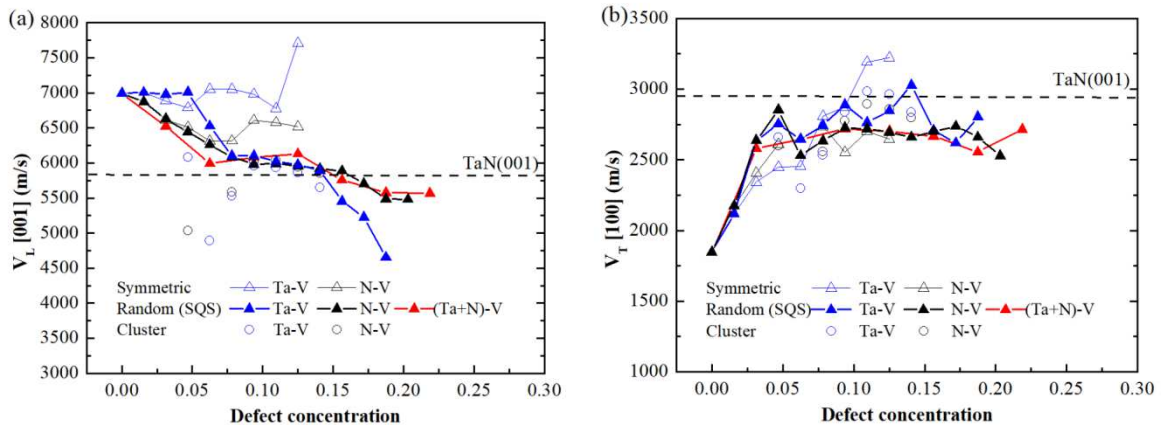 (a)
8000
7500
7000
6500
6000
5500
5000
4500
4000
3500
3000
V_L [001] (m/s)
TaN(001)
Symmetric Ta-V N-V
Random (SQS) Ta-V N-V (Ta+N)-V
Cluster Ta-V N-V
0.00 0.05 0.10 0.15 0.20 0.25 0.30
Defect concentration
(b)
3500
3000
2500
2000
1500
1000
V_T [100] (m/s)
TaN(001)
Symmetric Ta-V N-V
Random (SQS) Ta-V N-V (Ta+N)-V
Cluster Ta-V N-V
0.00 0.05 0.10 0.15 0.20 0.25 0.30
Defect concentration